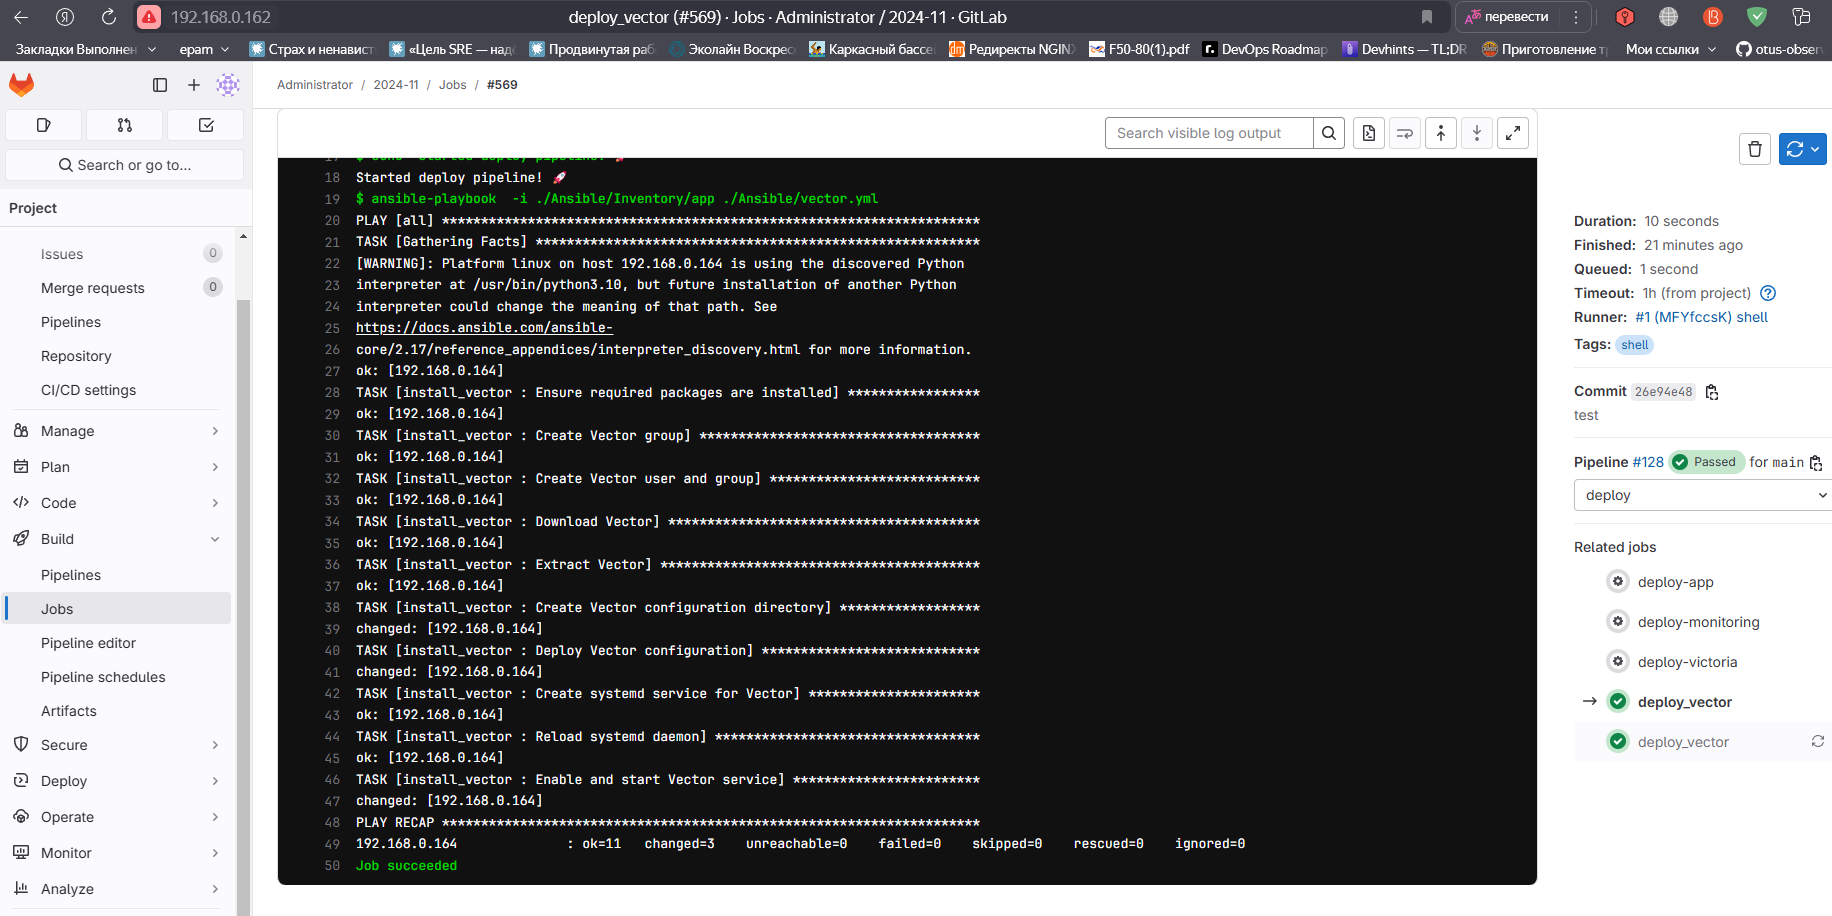 192.168.0.162
deploy_vector (#569) · Jobs · Administrator / 2024-11 · GitLab
перевести
Закладки Выполнен
epam
Страх и ненавист
«Цель SRE — над
Продвинутая раб
Эколайн Воскрес
Каркасный бассе
Редиректы NGIN
F50-80(1).pdf
DevOps Roadmap
Devhints — TL;DR
Приготовление т
Мои ссылки
otus-obser
Administrator / 2024-11 / Jobs / #569
Search or go to...
Project
Issues 0
Merge requests 0
Pipelines
Repository
CI/CD settings
Manage
Plan
Code
Build
Pipelines
Jobs
Pipeline editor
Pipeline schedules
Artifacts
Secure
Deploy
Operate
Monitor
Analyze
Search visible log output
18 Started deploy pipeline! 🚀
19 $ ansible-playbook  -i ./Ansible/Inventory/app ./Ansible/vector.yml
20 PLAY [all] *********************************************************************
21 TASK [Gathering Facts] *********************************************************
22 [WARNING]: Platform linux on host 192.168.0.164 is using the discovered Python
23 interpreter at /usr/bin/python3.10, but future installation of another Python
24 interpreter could change the meaning of that path. See
25 https://docs.ansible.com/ansible-
26 core/2.17/reference_appendices/interpreter_discovery.html for more information.
27 ok: [192.168.0.164]
28 TASK [install_vector : Ensure required packages are installed] *****************
29 ok: [192.168.0.164]
30 TASK [install_vector : Create Vector group] ************************************
31 ok: [192.168.0.164]
32 TASK [install_vector : Create Vector user and group] ***************************
33 ok: [192.168.0.164]
34 TASK [install_vector : Download Vector] ****************************************
35 ok: [192.168.0.164]
36 TASK [install_vector : Extract Vector] *****************************************
37 ok: [192.168.0.164]
38 TASK [install_vector : Create Vector configuration directory] ******************
39 changed: [192.168.0.164]
40 TASK [install_vector : Deploy Vector configuration] ****************************
41 changed: [192.168.0.164]
42 TASK [install_vector : Create systemd service for Vector] **********************
43 ok: [192.168.0.164]
44 TASK [install_vector : Reload systemd daemon] **********************************
45 ok: [192.168.0.164]
46 TASK [install_vector : Enable and start Vector service] ************************
47 changed: [192.168.0.164]
48 PLAY RECAP *********************************************************************
49 192.168.0.164 : ok=11 changed=3 unreachable=0 failed=0 skipped=0 rescued=0 ignored=0
50 Job succeeded
Duration: 10 seconds
Finished: 21 minutes ago
Queued: 1 second
Timeout: 1h (from project)
Runner: #1 (MFYfccsK) shell
Tags: shell
Commit 26e94e48
test
Pipeline #128 Passed for main
deploy
Related jobs
deploy-app
deploy-monitoring
deploy-victoria
deploy_vector
deploy_vector